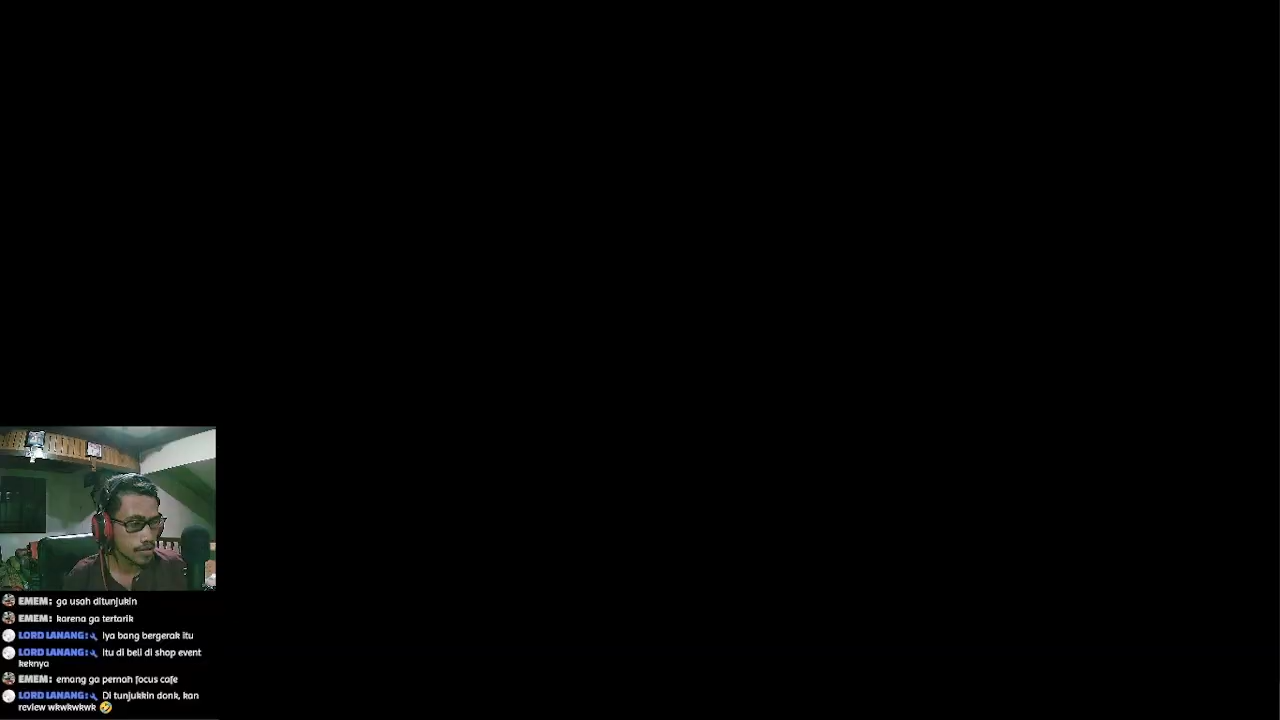 EMEM: ga usah ditunjukin
EMEM: karena ga tertarik
LORD LANANG: Iya bang bergerak itu
LORD LANANG: Itu di beli di shop event
keknya
EMEM: emang ga pernah focus cafe
LORD LANANG: Di tunjukkin donk, kan
review wkwkwkwk 🤣